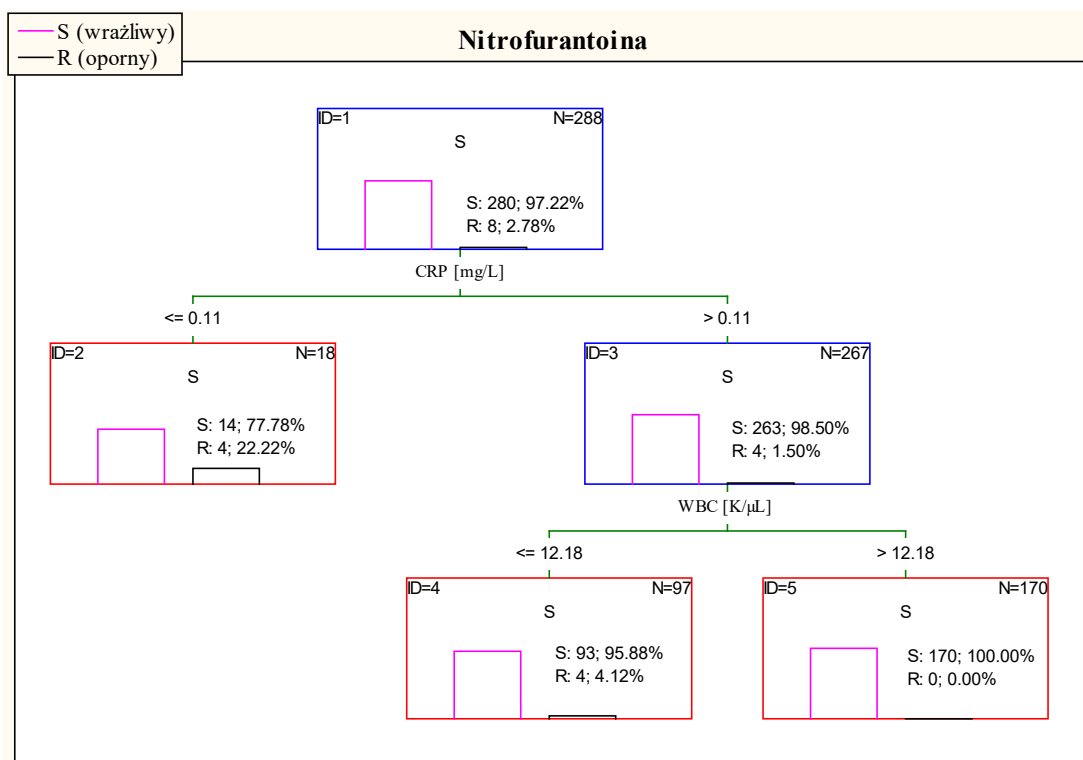 S (wrażliwy)
R (oporny)
Nitrofurantoina
ID=1 N=288
S
S: 280; 97.22%
R: 8; 2.78%
CRP [mg/L]
<= 0.11 > 0.11
ID=2 N=18
S
S: 14; 77.78%
R: 4; 22.22%
ID=3 N=267
S
S: 263; 98.50%
R: 4; 1.50%
WBC [K/µL]
<= 12.18 > 12.18
ID=4 N=97
S
S: 93; 95.88%
R: 4; 4.12%
ID=5 N=170
S
S: 170; 100.00%
R: 0; 0.00%